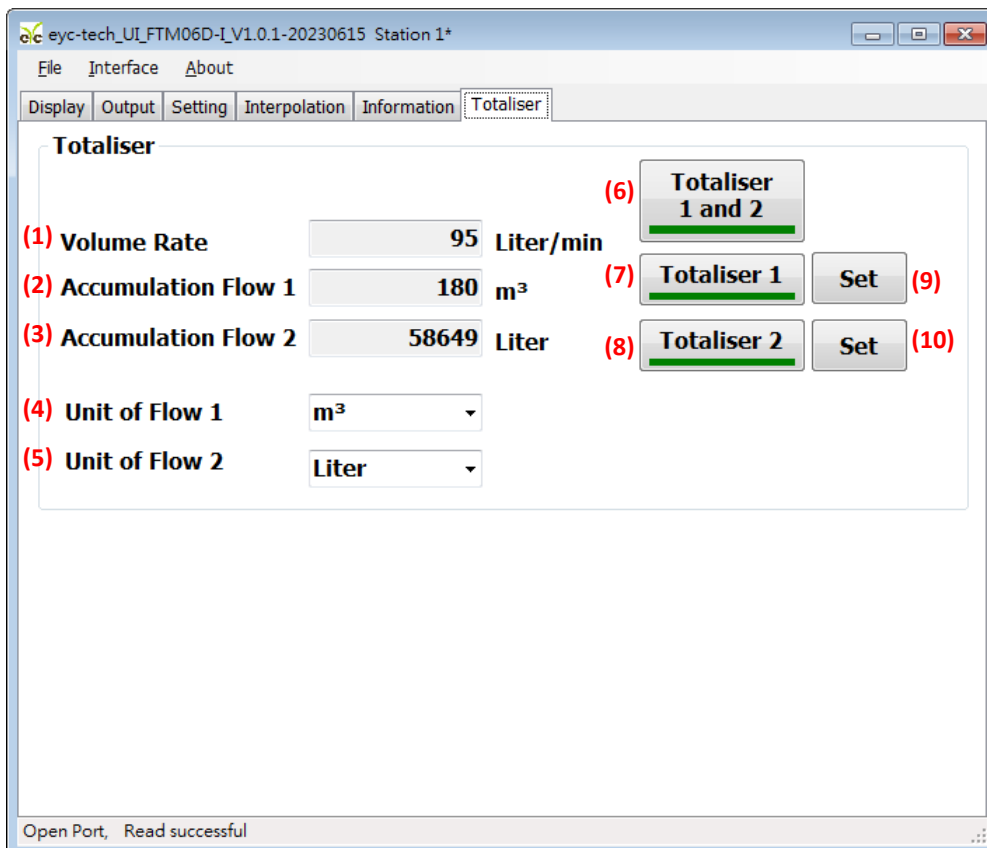 eyc-tech_UI_FTM06D-I_V1.0.1-20230615 Station 1*
File Interface About
Display Output Setting Interpolation Information Totaliser
Totaliser
(6) Totaliser
1 and 2
(1) Volume Rate 95 Liter/min
(7) Totaliser 1 Set (9)
(2) Accumulation Flow 1 180 m³
(3) Accumulation Flow 2 58649 Liter
(8) Totaliser 2 Set (10)
(4) Unit of Flow 1 m³
(5) Unit of Flow 2 Liter
Open Port, Read successful